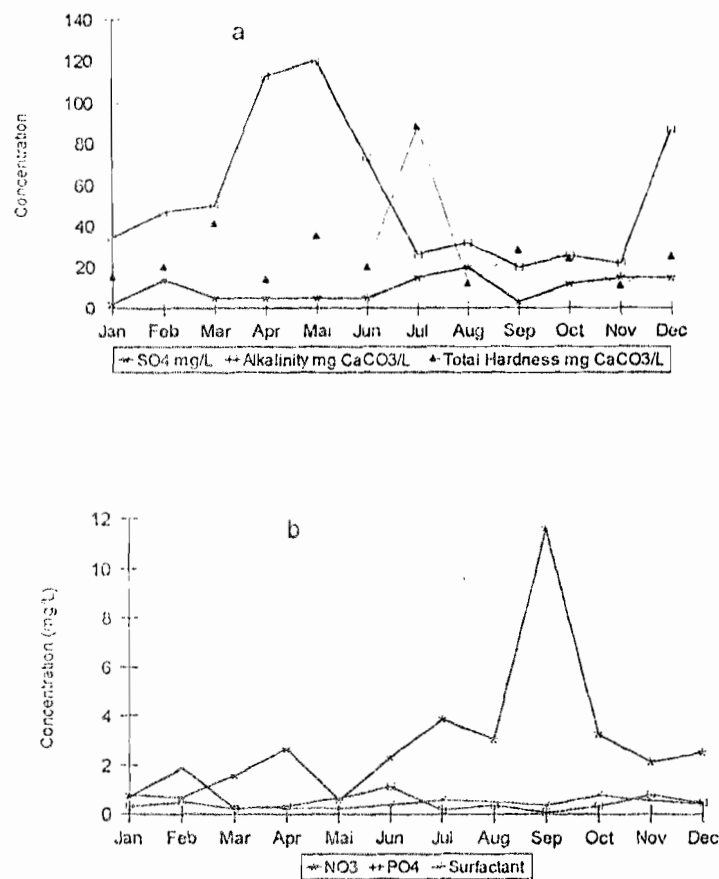 a
140
120
100
80
60
40
20
0
Concentration
Jan Feb Mar Apr Mai Jun Jul Aug Sep Oct Nov Dec
SO4 mg/L Alkalinity mg CaCO3/L Total Hardness mg CaCO3/L
b
12
10
8
6
4
2
0
Concentration (mg/L)
Jan Feb Mar Apr Mai Jun Jul Aug Sep Oct Nov Dec
NO3 PO4 Surfactant